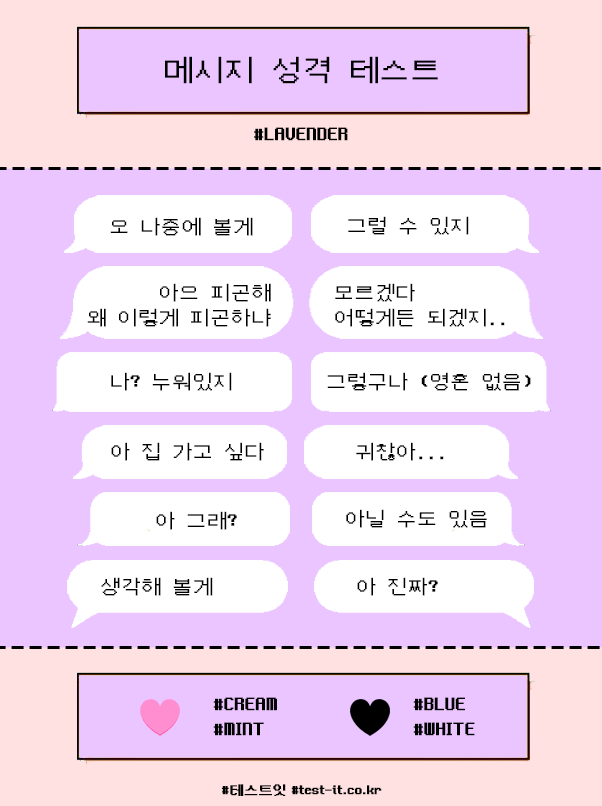 메시지 성격 테스트
#LAVENDER
오 나중에 볼게
그럴 수 있지
아으 피곤해
왜 이렇게 피곤하냐
모르겠다
어떻게든 되겠지..
나? 누워있지
그렇구나 (영혼 없음)
아 집 가고 싶다
귀찮아...
아 그래?
아닐 수도 있음
생각해 볼게
아 진짜?
#CREAM
#MINT
#BLUE
#WHITE
#테스트잇 #test-it.co.kr